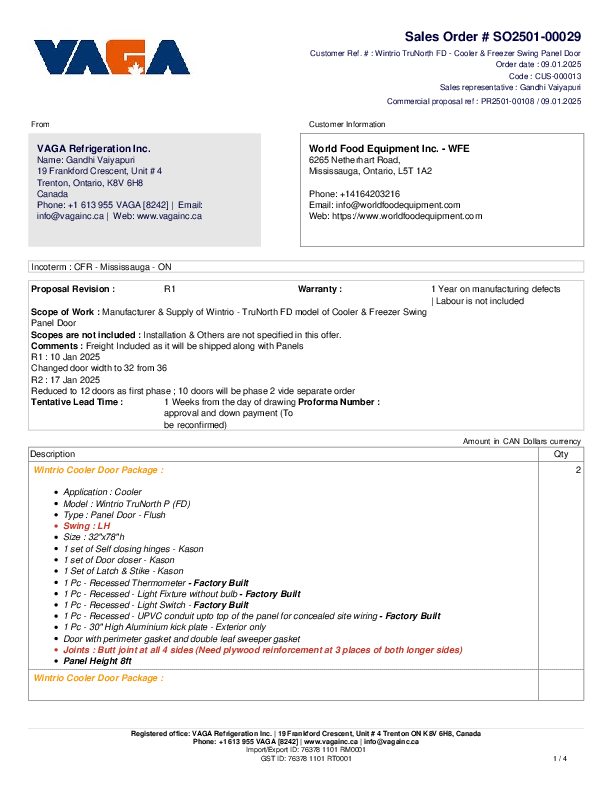 VAGA
Sales Order # SO2501-00029
Customer Ref. # : Wintrio TruNorth FD - Cooler & Freezer Swing Panel Door
Order date : 09.01.2025
Code : CUS-000013
Sales representative : Gandhi Vaiyapuri
Commercial proposal ref : PR2501-00108 / 09.01.2025
From
VAGA Refrigeration Inc.
Name: Gandhi Vaiyapuri
19 Frankford Crescent, Unit # 4
Trenton, Ontario, K8V 6H8
Canada
Phone: +1 613 955 VAGA [8242] | Email:
info@vagainc.ca | Web: www.vagainc.ca
Customer Information
World Food Equipment Inc. - WFE
6265 Netherhart Road,
Mississauga, Ontario, L5T 1A2
Phone: +14164203216
Email: info@worldfoodequipment.com
Web: https://www.worldfoodequipment.com
Incoterm : CFR - Mississauga - ON
Proposal Revision : R1 Warranty : 1 Year on manufacturing defects
| Labour is not included
Scope of Work : Manufacturer & Supply of Wintrio - TruNorth FD model of Cooler & Freezer Swing
Panel Door
Scopes are not included : Installation & Others are not specified in this offer.
Comments : Freight Included as it will be shipped along with Panels
R1 : 10 Jan 2025
Changed door width to 32 from 36
R2 : 17 Jan 2025
Reduced to 12 doors as first phase ; 10 doors will be phase 2 vide separate order
Tentative Lead Time : 1 Weeks from the day of drawing Proforma Number :
approval and down payment (To
be reconfirmed)
Amount in CAN Dollars currency
Description Qty
Wintrio Cooler Door Package : 2
• Application : Cooler
• Model : Wintrio TruNorth P (FD)
• Type : Panel Door - Flush
• Swing : LH
• Size : 32"x78"h
• 1 set of Self closing hinges - Kason
• 1 set of Door closer - Kason
• 1 Set of Latch & Stike - Kason
• 1 Pc - Recessed Thermometer - Factory Built
• 1 Pc - Recessed - Light Fixture without bulb - Factory Built
• 1 Pc - Recessed - Light Switch - Factory Built
• 1 Pc - Recessed - UPVC conduit upto top of the panel for concealed site wiring - Factory Built
• 1 Pc - 30" High Aluminium kick plate - Exterior only
• Door with perimeter gasket and double leaf sweeper gasket
• Joints : Butt joint at all 4 sides (Need plywood reinforcement at 3 places of both longer sides)
• Panel Height 8ft
Wintrio Cooler Door Package :
Registered office: VAGA Refrigeration Inc. | 19 Frankford Crescent, Unit # 4 Trenton ON K8V 6H8, Canada
Phone: +1 613 955 VAGA [8242] | www.vagainc.ca | info@vagainc.ca
Import/Export ID: 76378 1101 RM0001
GST ID: 76378 1101 RT0001
1 / 4